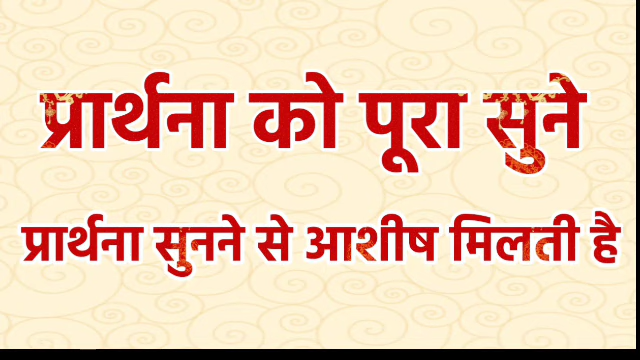 प्रार्थना को पूरा सुने
प्रार्थना सुनने से आशीष मिलती है